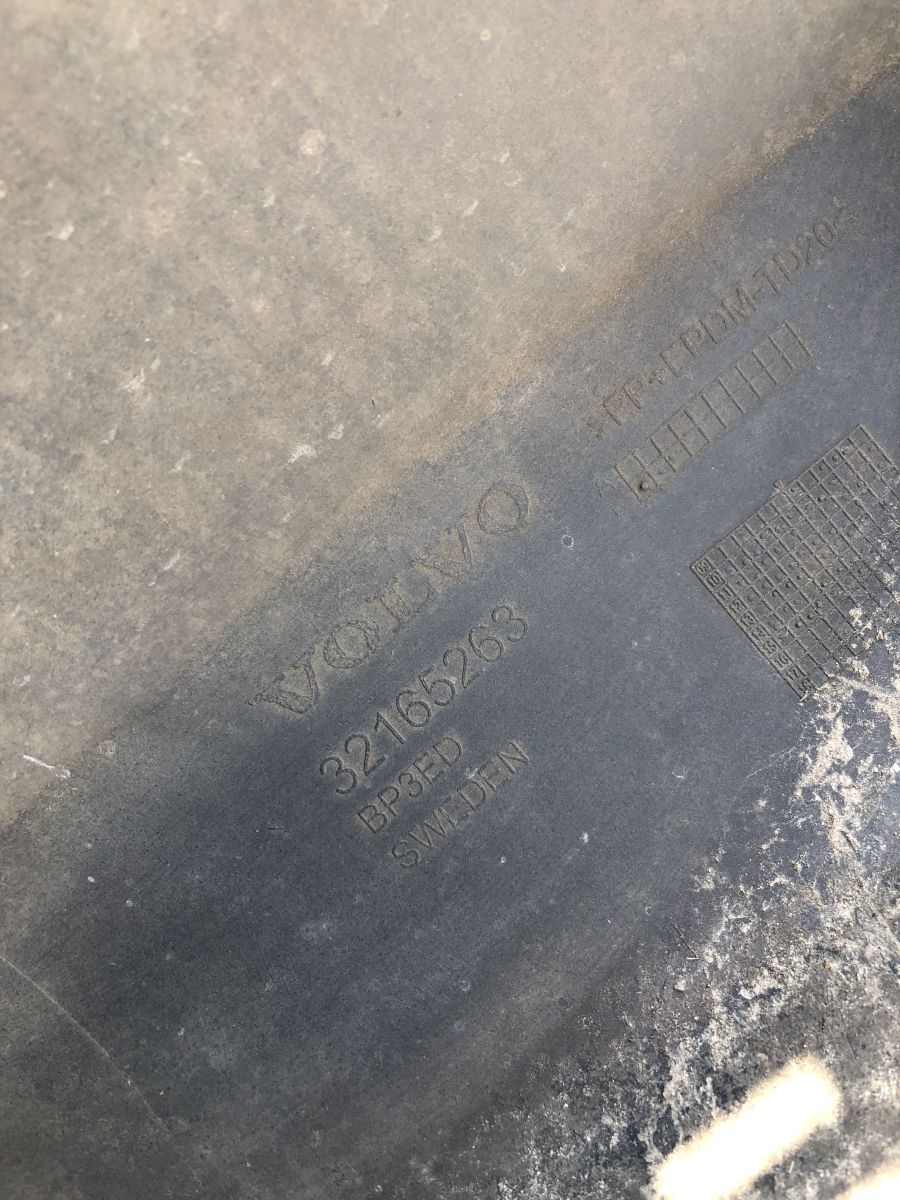 >PP+EPDM-TD20<
VOLVO
32165263
BP3ED
SWEDEN